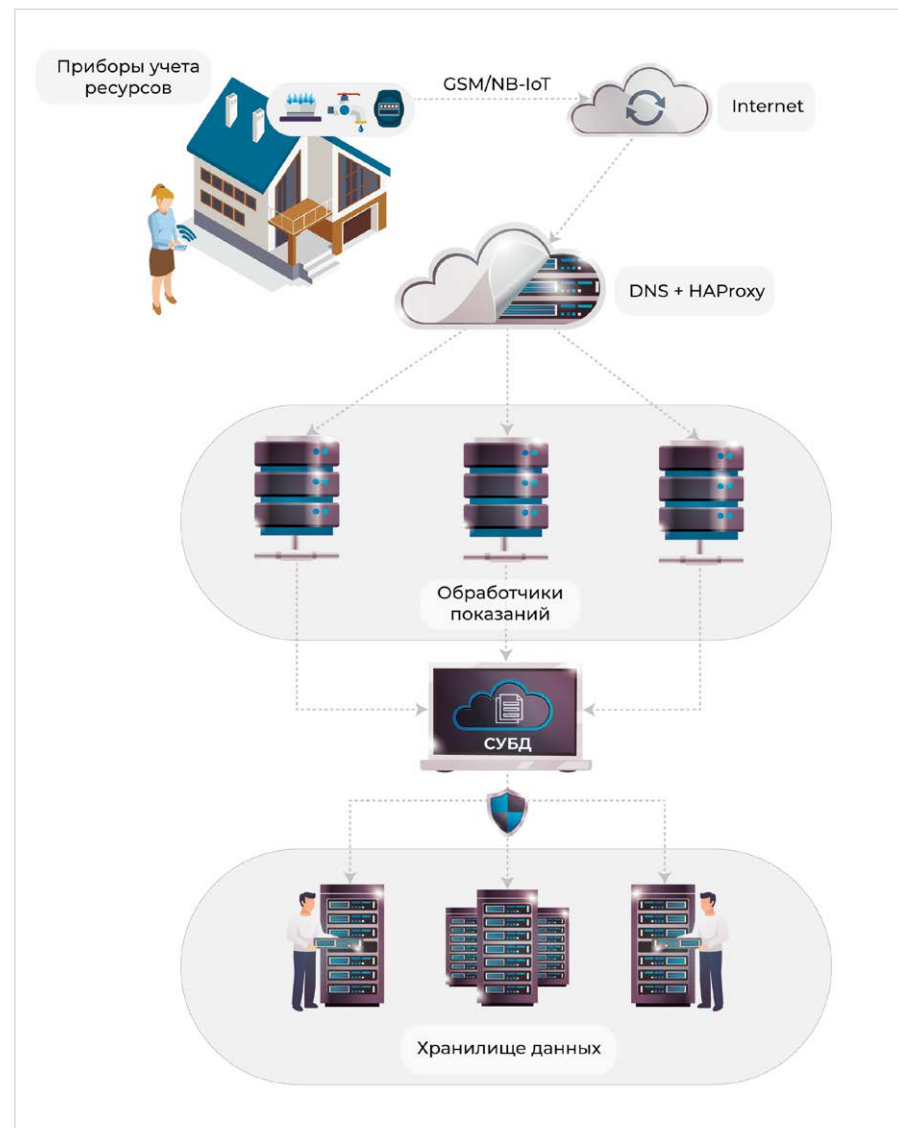 Приборы учета
ресурсов
GSM/NB-IoT
Internet
DNS + HAProxy
Обработчики
показаний
СУБД
Хранилище данных